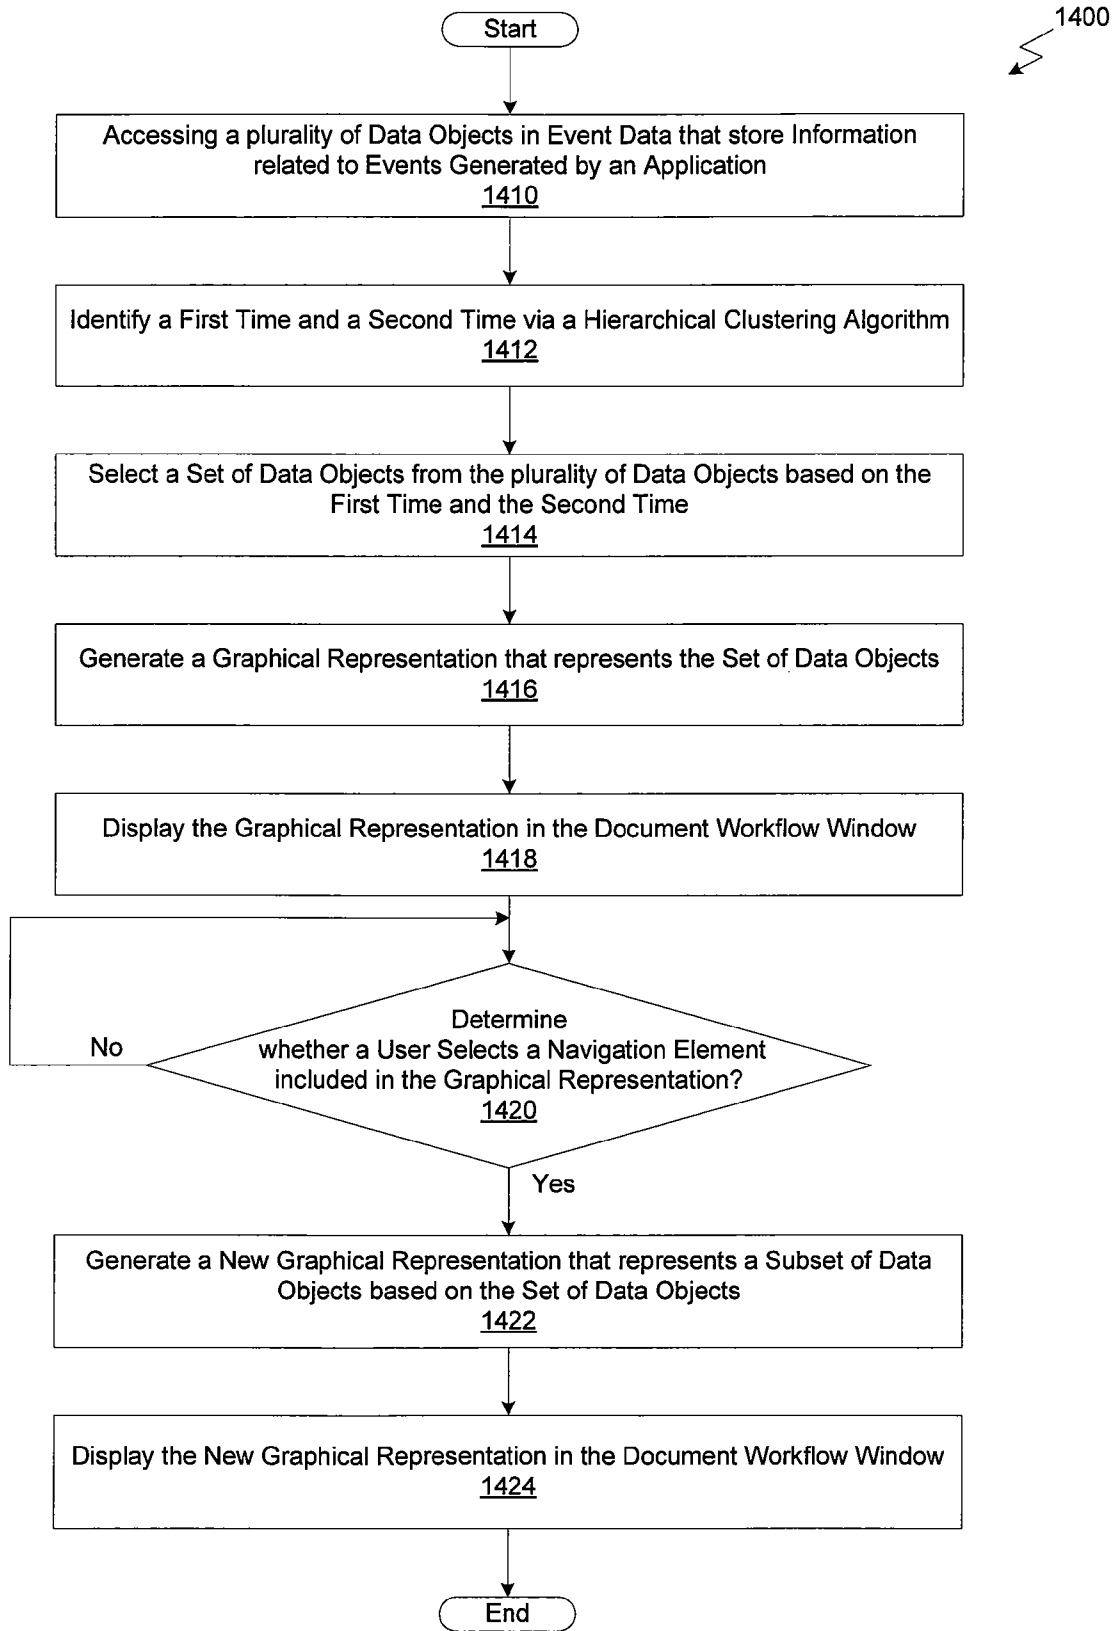 1400
Start
Accessing a plurality of Data Objects in Event Data that store Information
related to Events Generated by an Application
1410
Identify a First Time and a Second Time via a Hierarchical Clustering Algorithm
1412
Select a Set of Data Objects from the plurality of Data Objects based on the
First Time and the Second Time
1414
Generate a Graphical Representation that represents the Set of Data Objects
1416
Display the Graphical Representation in the Document Workflow Window
1418
Determine
whether a User Selects a Navigation Element
included in the Graphical Representation?
1420
No
Yes
Generate a New Graphical Representation that represents a Subset of Data
Objects based on the Set of Data Objects
1422
Display the New Graphical Representation in the Document Workflow Window
1424
End